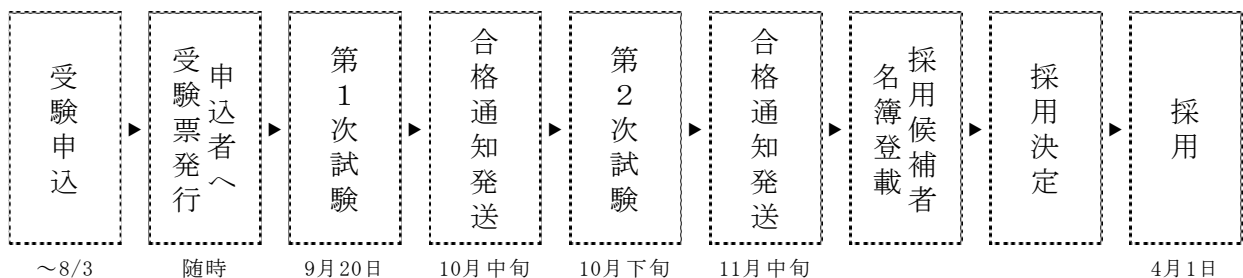 受験申込
申込者へ
受験票発行
第1次試験
合格通知発送
第2次試験
合格通知発送
採用候補者
名簿登載
採用決定
採用
～8/3
随時
9月20日
10月中旬
10月下旬
11月中旬
4月1日